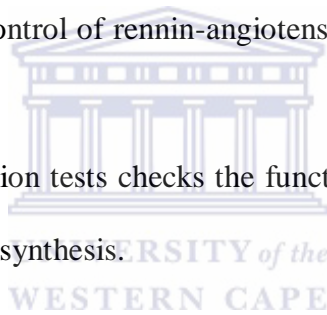 ontrol of rennin-angiotens
ion tests checks the funct
synthesis.
UNIVERSITY of the
WESTERN CAPE